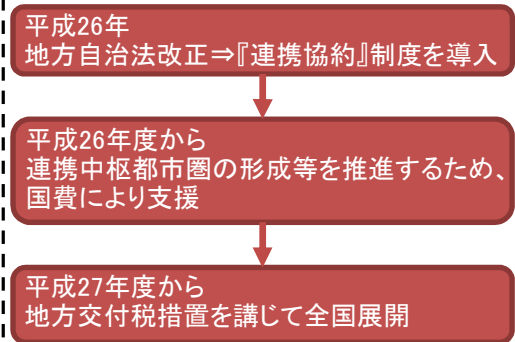 平成26年
地方自治法改正⇒『連携協約』制度を導入
平成26年度から
連携中枢都市圏の形成等を推進するため、
国費により支援
平成27年度から
地方交付税措置を講じて全国展開